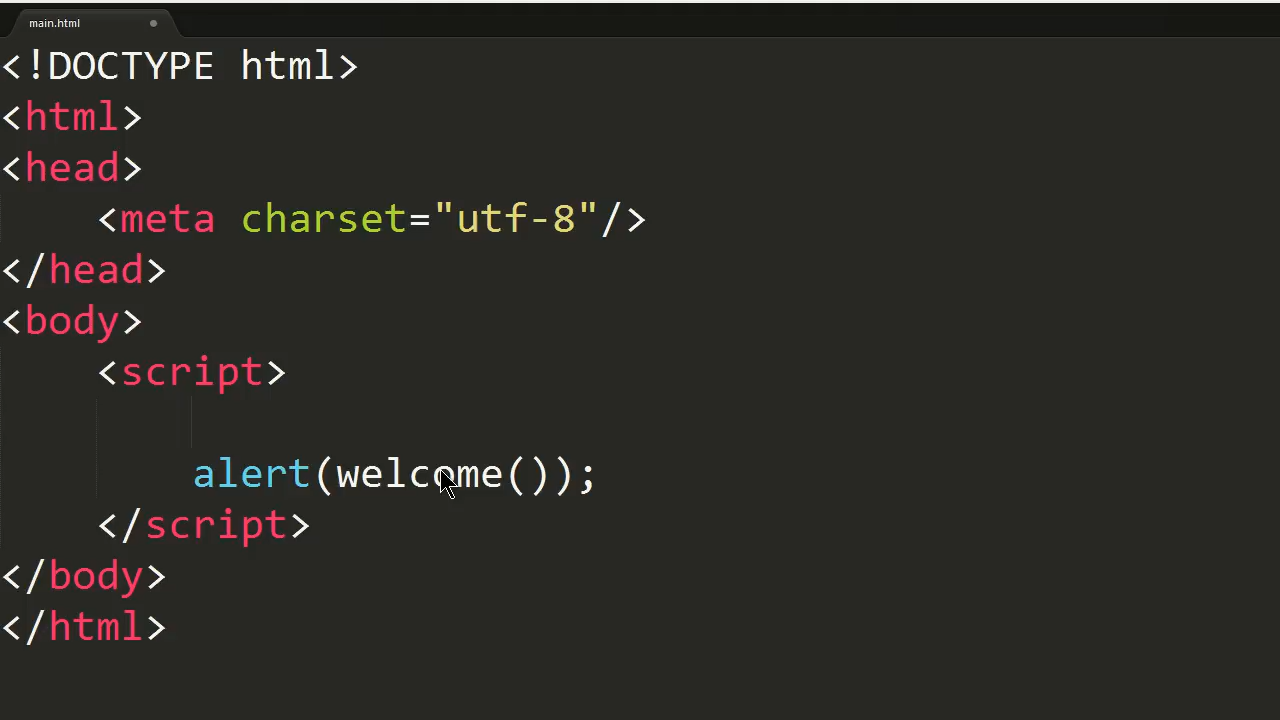 main.html
<!DOCTYPE html>
<html>
<head>
    <meta charset="utf-8"/>
</head>
<body>
    <script>
        alert(welcome());
    </script>
</body>
</html>